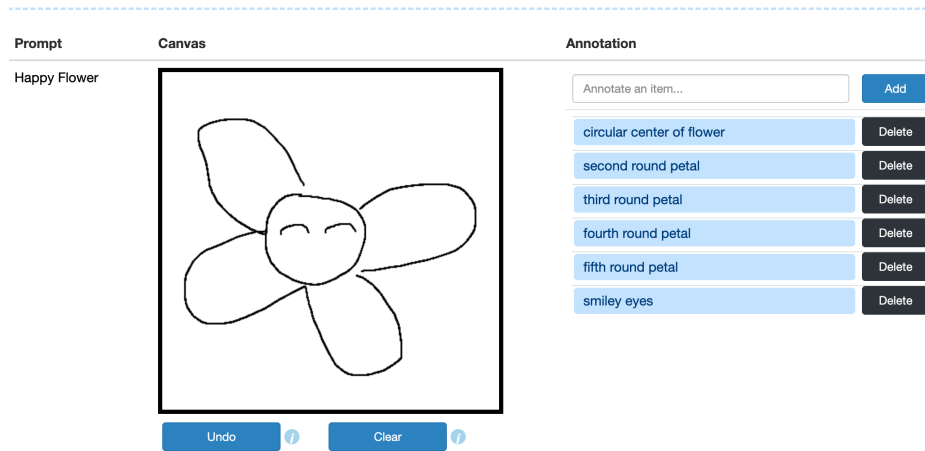 Prompt Canvas Annotation
Happy Flower
Annotate an item... Add
circular center of flower Delete
second round petal Delete
third round petal Delete
fourth round petal Delete
fifth round petal Delete
smiley eyes Delete
Undo i Clear i